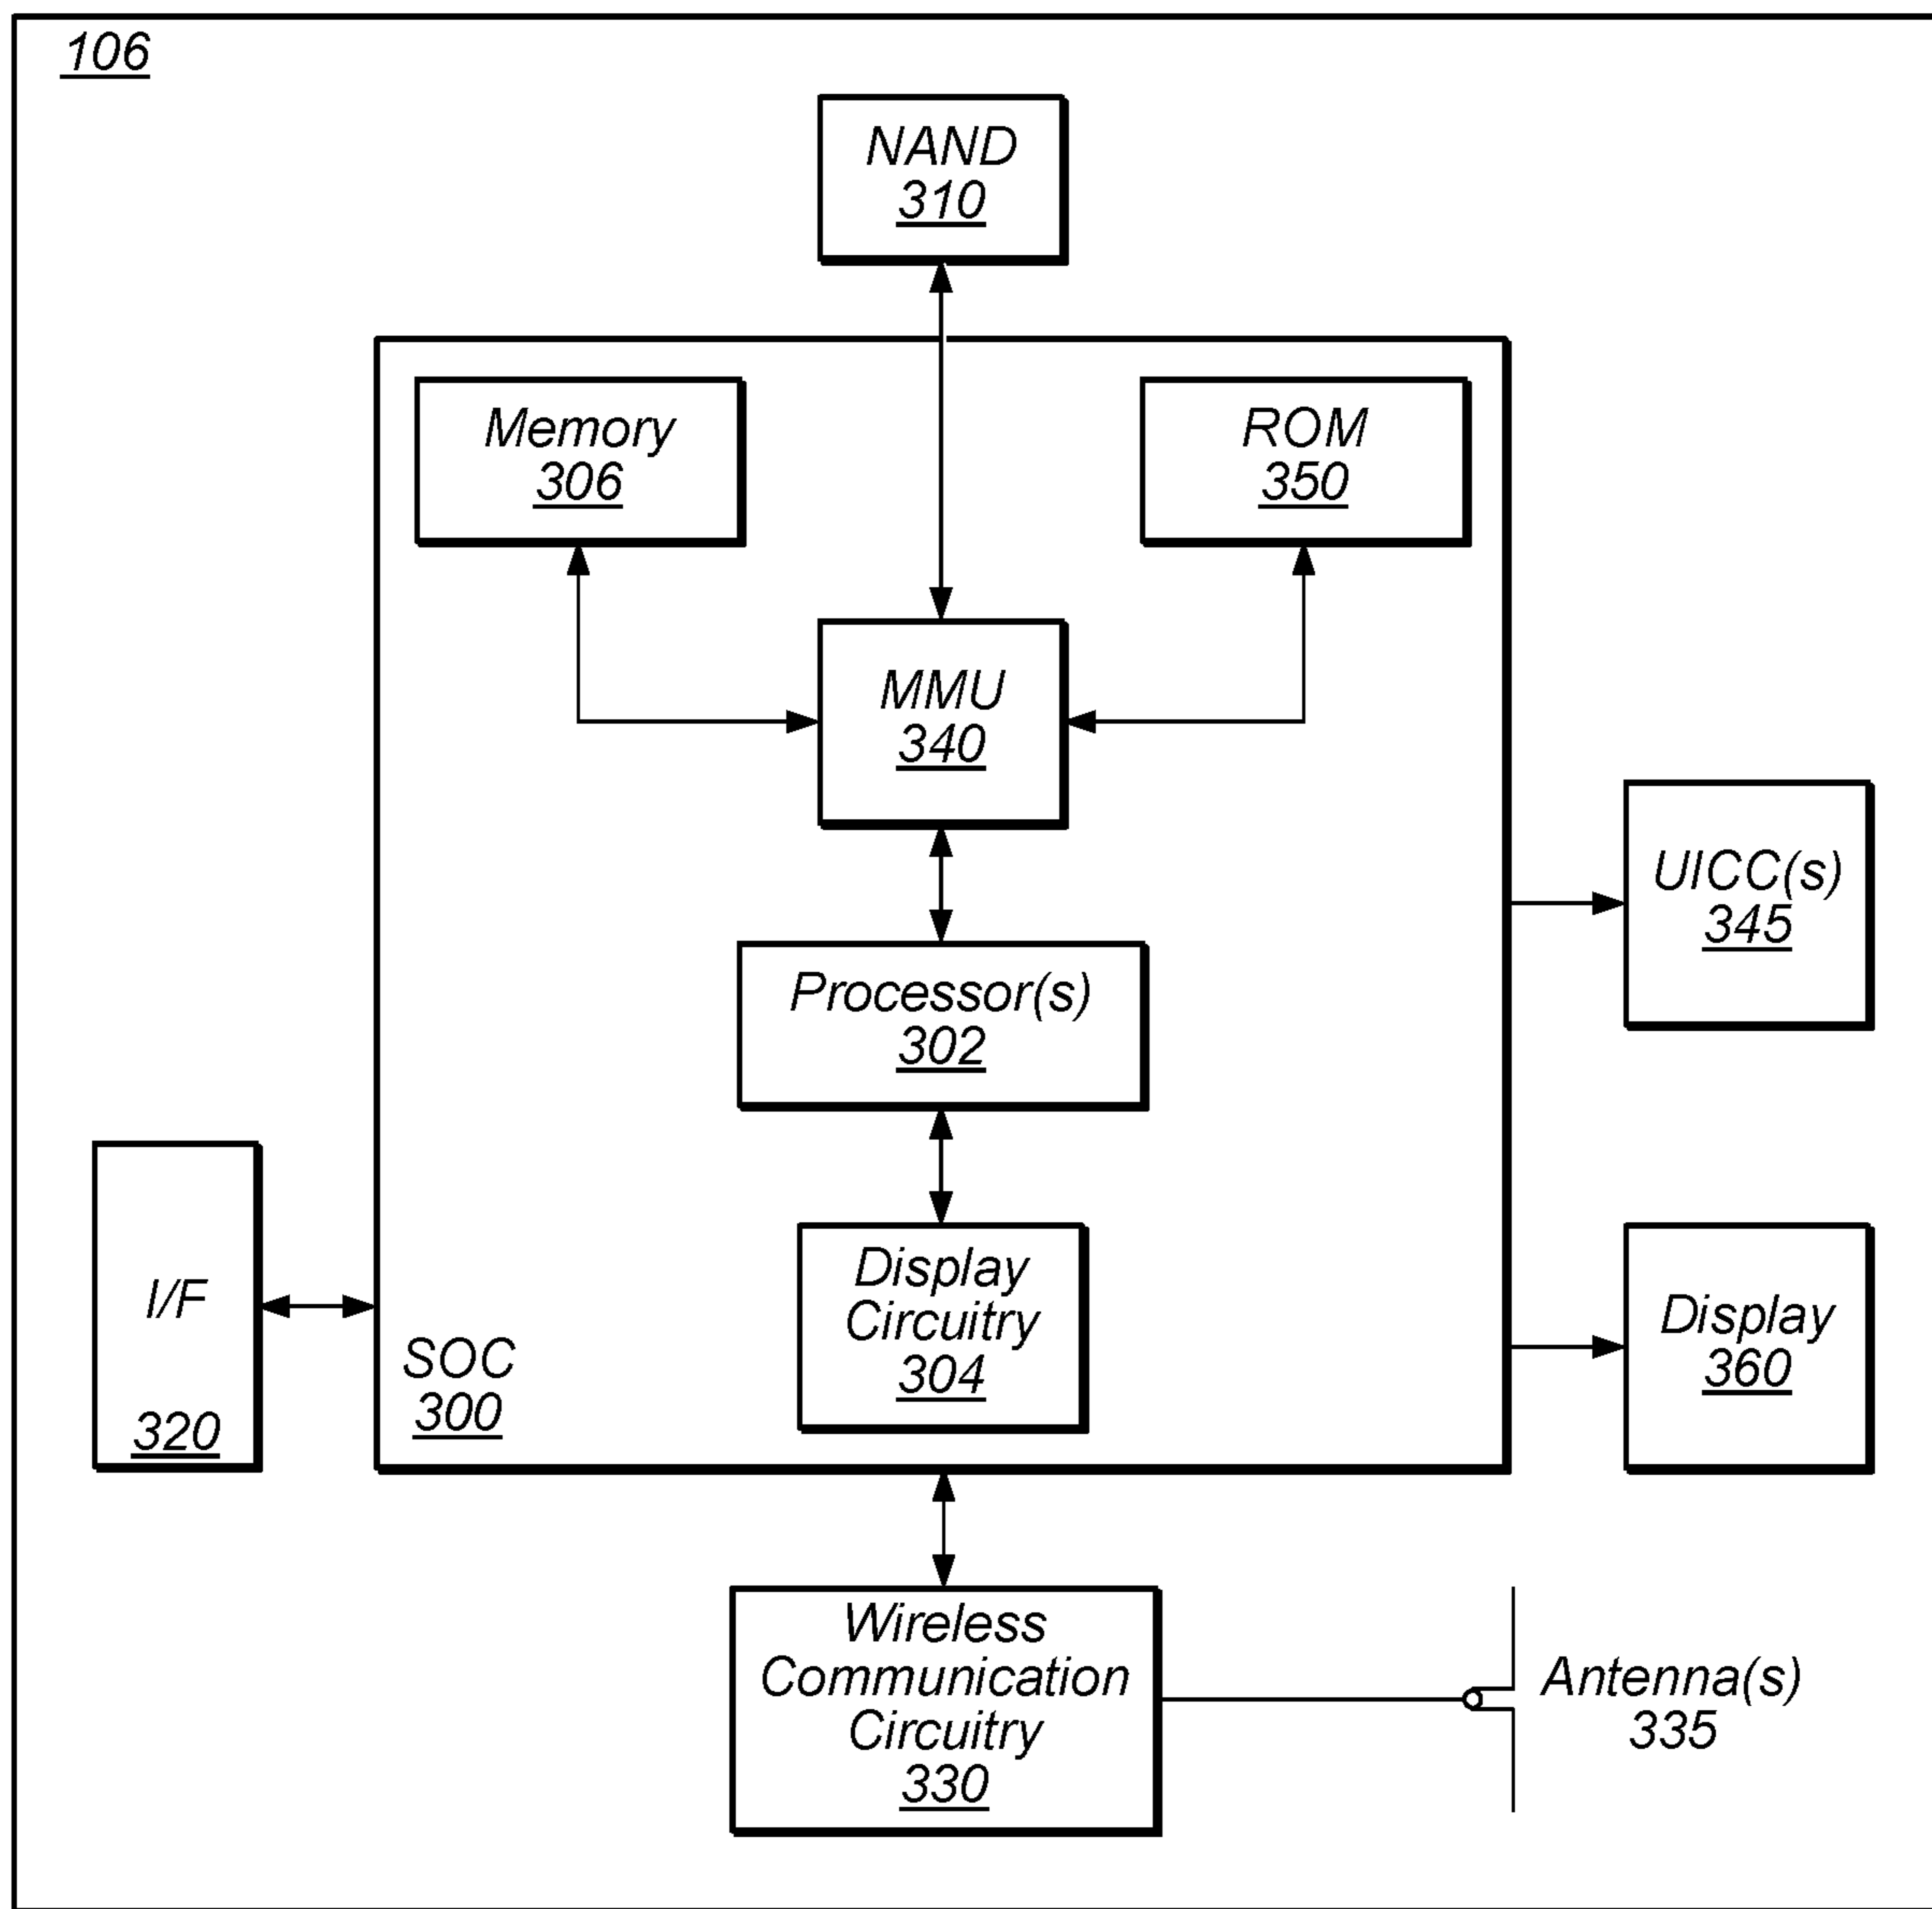 106
NAND
310
Memory
306
ROM
350
MMU
340
UICC(s)
345
Processor(s)
302
I/F
320
SOC
300
Display
Circuitry
304
Display
360
Wireless
Communication
Circuitry
330
Antenna(s)
335